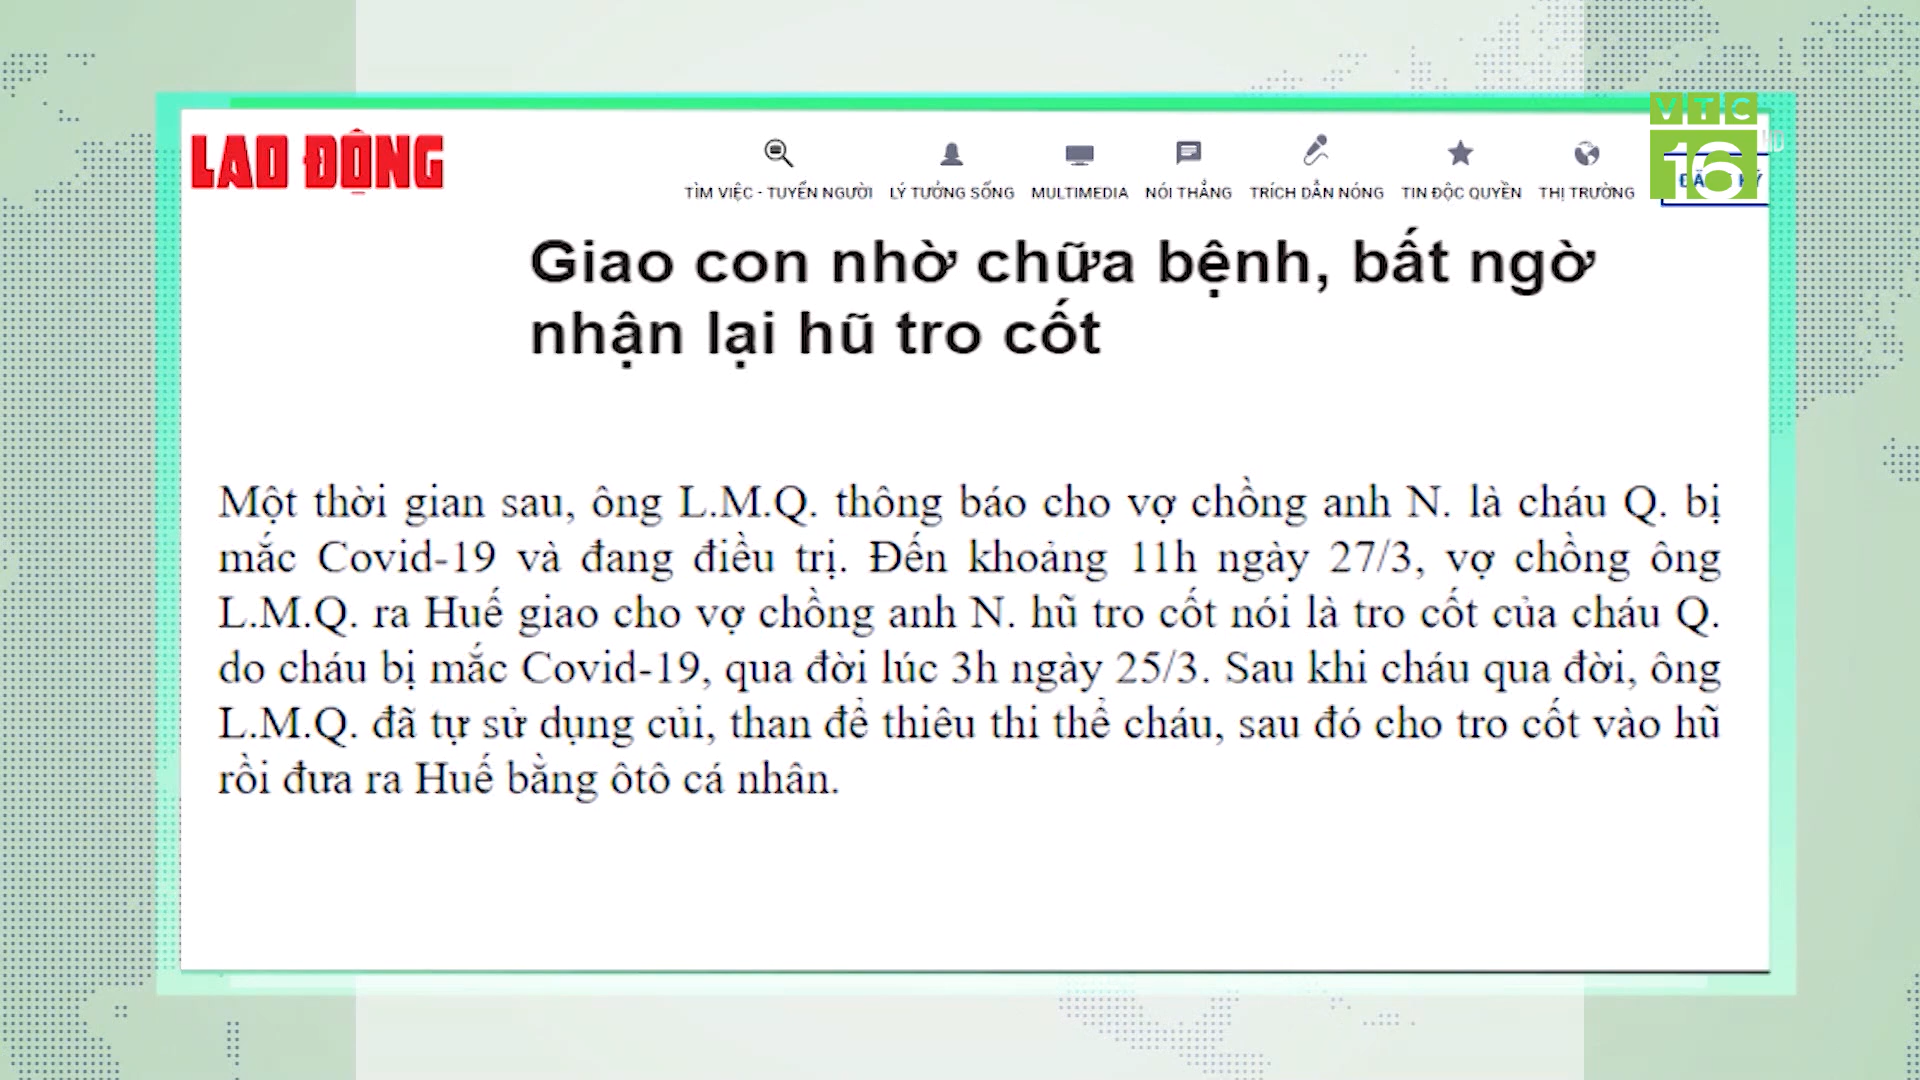 VTC
16
HD
LAO ĐỘNG
TÌM VIỆC - TUYỂN NGƯỜI LÝ TƯỞNG SỐNG MULTIMEDIA NÓI THẲNG TRÍCH DẪN NÓNG TIN ĐỘC QUYỀN THỊ TRƯỜNG
Giao con nhờ chữa bệnh, bất ngờ
nhận lại hũ tro cốt
Một thời gian sau, ông L.M.Q. thông báo cho vợ chồng anh N. là cháu Q. bị
mắc Covid-19 và đang điều trị. Đến khoảng 11h ngày 27/3, vợ chồng ông
L.M.Q. ra Huế giao cho vợ chồng anh N. hũ tro cốt nói là tro cốt của cháu Q.
do cháu bị mắc Covid-19, qua đời lúc 3h ngày 25/3. Sau khi cháu qua đời, ông
L.M.Q. đã tự sử dụng củi, than để thiêu thi thể cháu, sau đó cho tro cốt vào hũ
rồi đưa ra Huế bằng ôtô cá nhân.